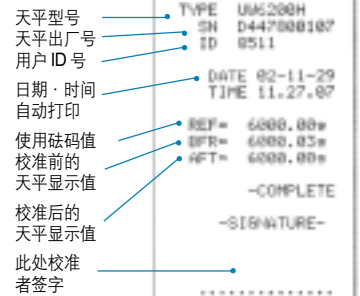 天平型号
天平出厂号
用户 ID 号
日期·时间
自动打印
使用砝码值
校准前的
天平显示值
校准后的
天平显示值
此处校准
者签字
TYPE UW6200H
SN D447800107
ID 8511
DATE 02-11-29
TIME 11.27.07
REF= 6000.00g
BFR= 6000.03g
AFT= 6000.00g
-COMPLETE
-SIGNATURE-